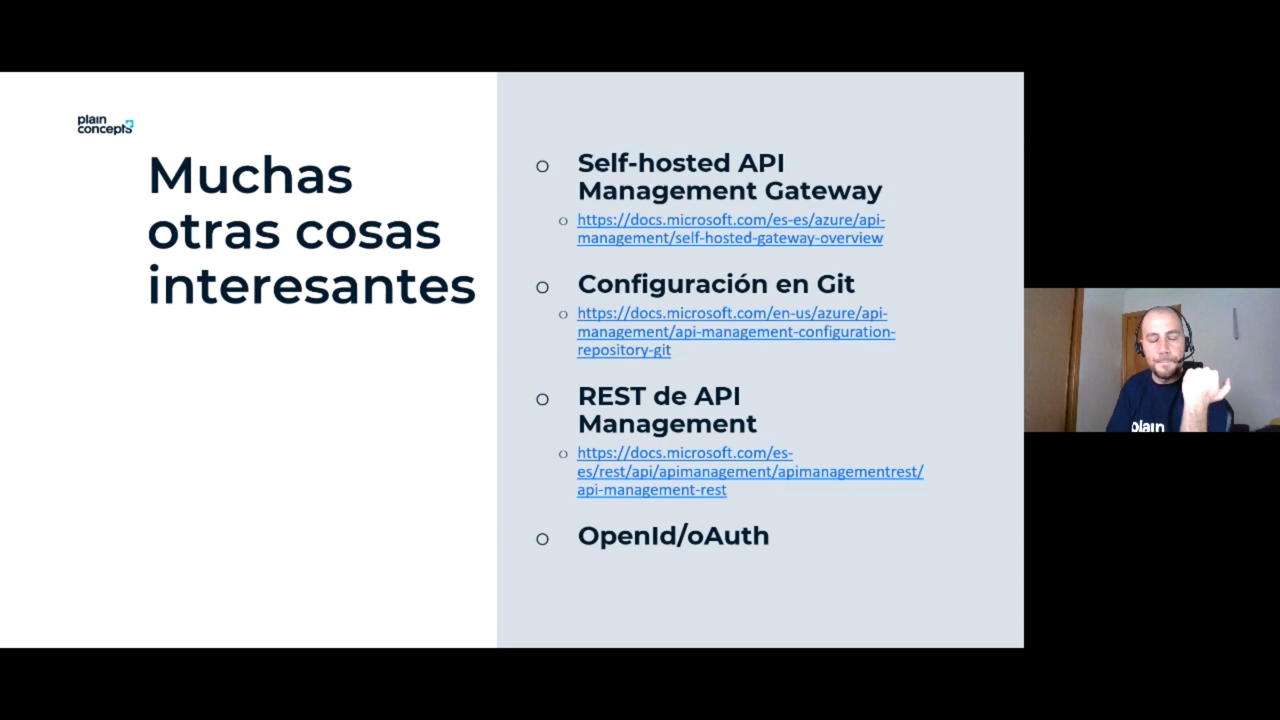 plain
concepts
Muchas
otras cosas
interesantes
Self-hosted API
Management Gateway
https://docs.microsoft.com/es-es/azure/api-
management/self-hosted-gateway-overview
Configuración en Git
https://docs.microsoft.com/en-us/azure/api-
management/api-management-configuration-
repository-git
REST de API
Management
https://docs.microsoft.com/es-
es/rest/api/apimanagement/apimanagementrest/
api-management-rest
OpenId/oAuth
plain